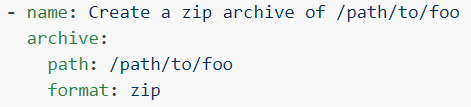 - name: Create a zip archive of /path/to/foo
  archive:
    path: /path/to/foo
    format: zip